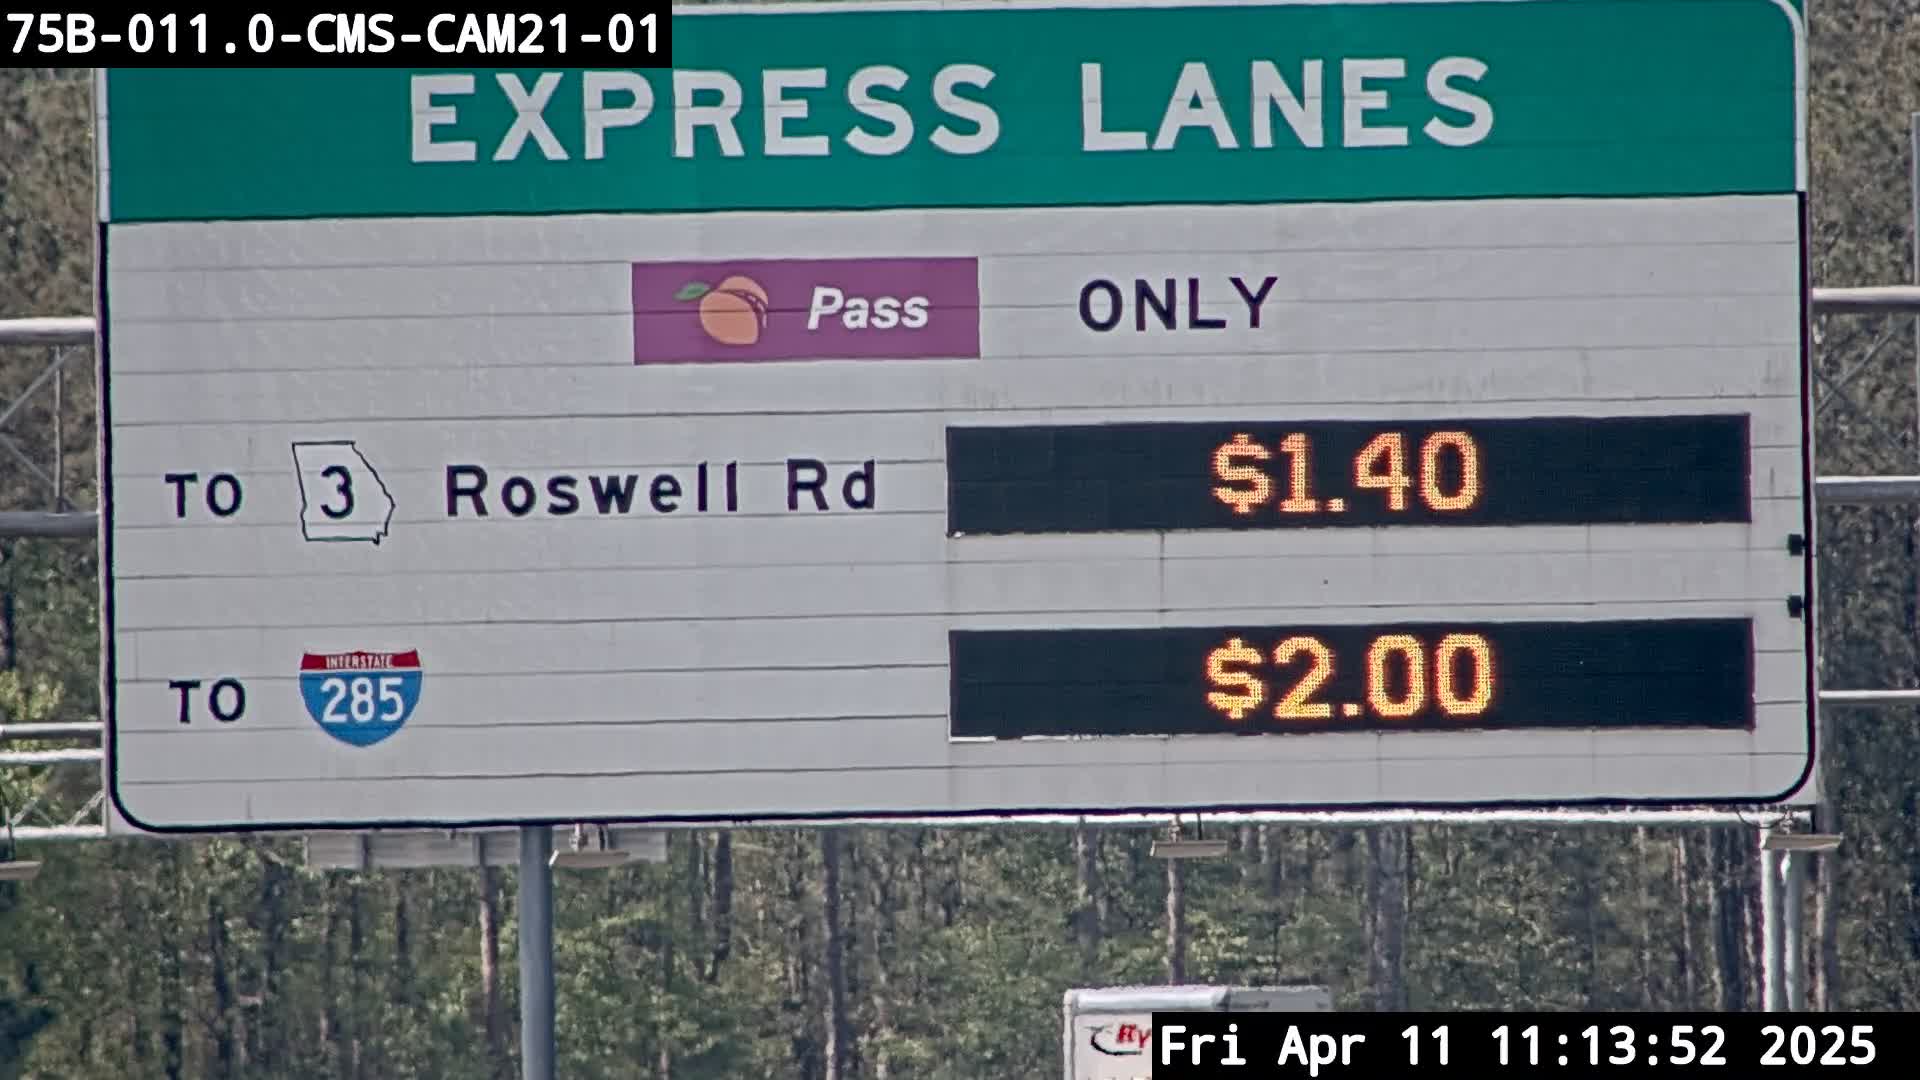 75B-011.0-CMS-CAM21-01
EXPRESS LANES
Pass ONLY
TO 3 Roswell Rd $1.40
INTERSTATE
TO 285 $2.00
Fri Apr 11 11:13:52 2025